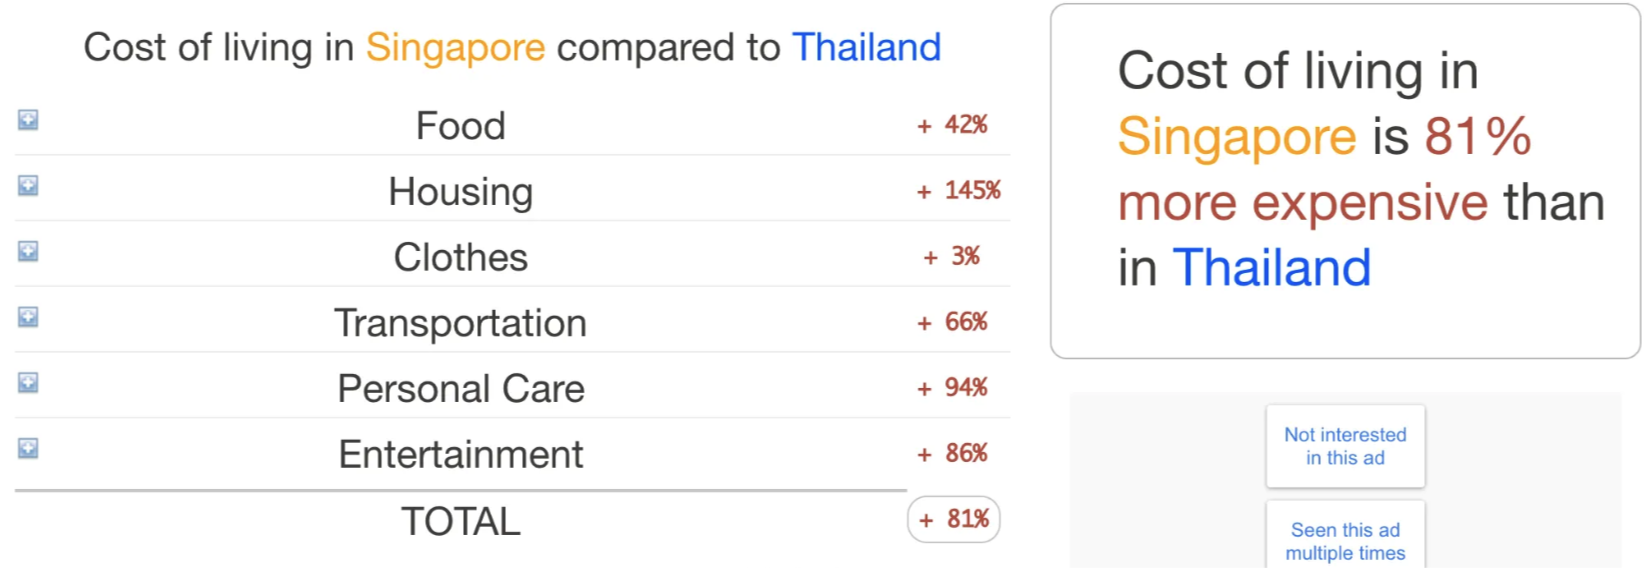 Cost of living in Singapore compared to Thailand
Food + 42%
Housing + 145%
Clothes + 3%
Transportation + 66%
Personal Care + 94%
Entertainment + 86%
TOTAL + 81%
Cost of living in
Singapore is 81%
more expensive than
in Thailand
Not interested
in this ad
Seen this ad
multiple times